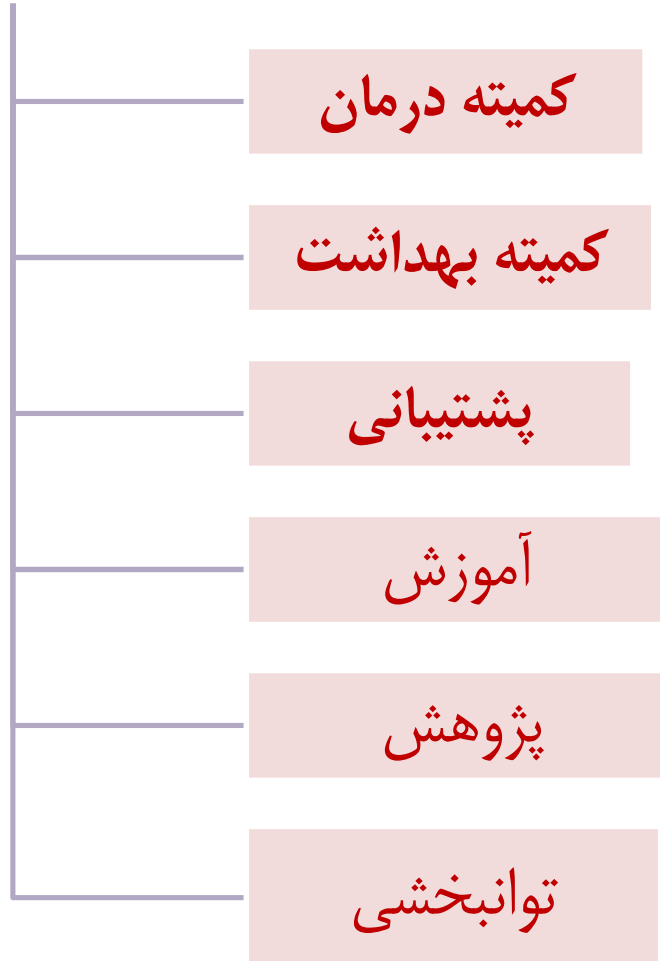 کمیته درمان
کمیته بهداشت
پشتیبانی
آموزش
پژوهش
توانبخشی